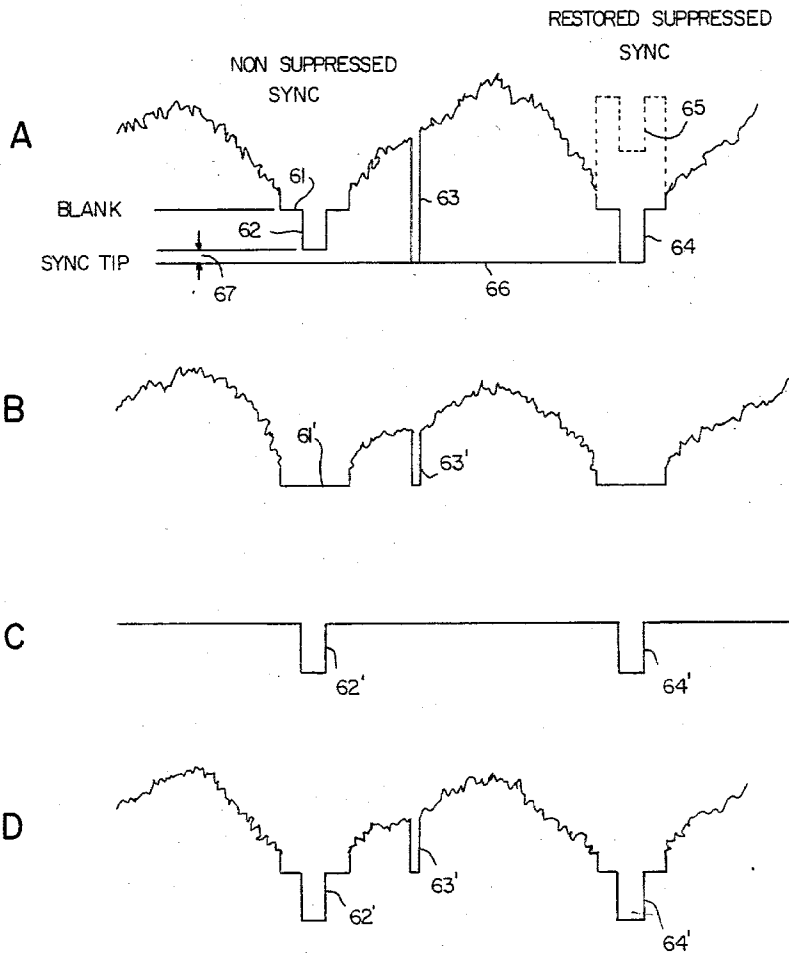 RESTORED SUPPRESSED
SYNC
NON SUPPRESSED
SYNC
A
65
61
BLANK
62
63
64
SYNC TIP
67
66
B
61'
63'
C
62'
64'
D
63'
62'
64'